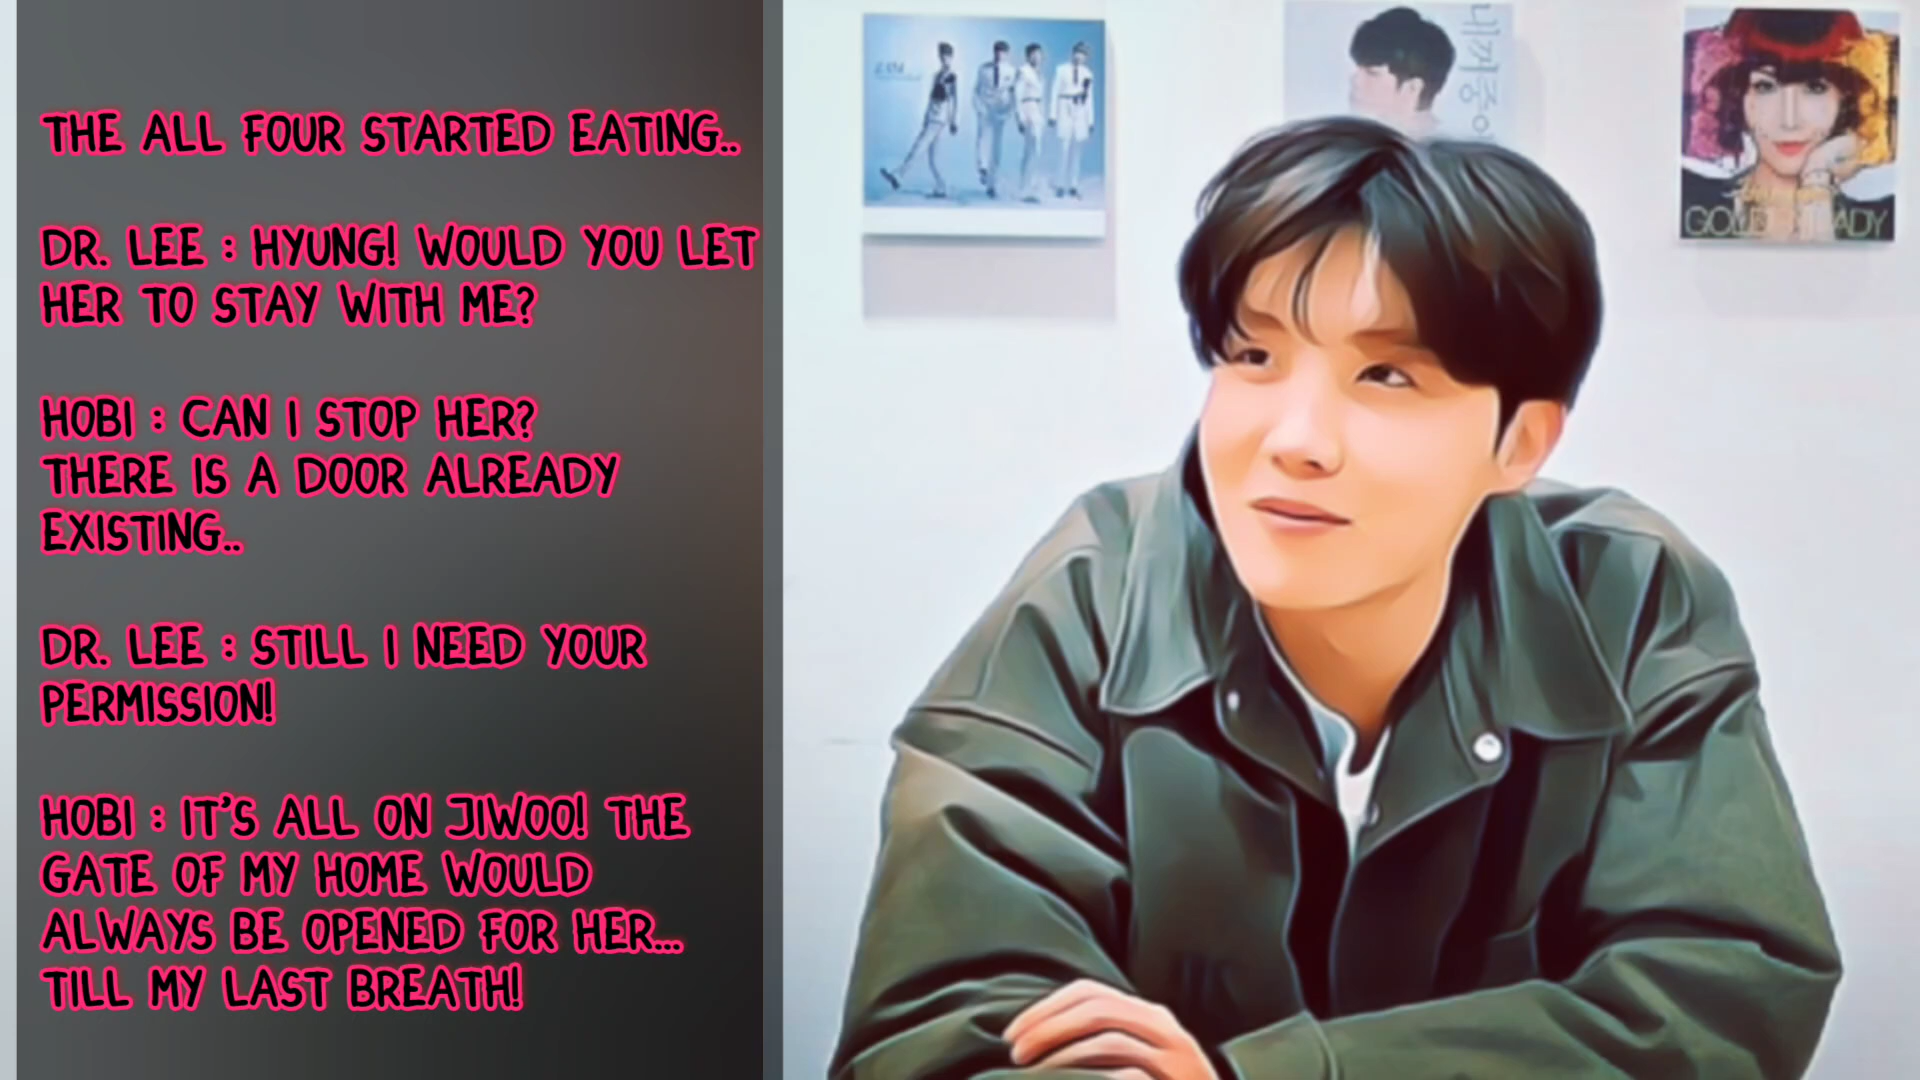 THE ALL FOUR STARTED EATING..
DR. LEE : HYUNG! WOULD YOU LET
HER TO STAY WITH ME?
HOBI : CAN I STOP HER?
THERE IS A DOOR ALREADY
EXISTING..
DR. LEE : STILL I NEED YOUR
PERMISSION!
HOBI : IT'S ALL ON JIWOO! THE
GATE OF MY HOME WOULD
ALWAYS BE OPENED FOR HER...
TILL MY LAST BREATH!